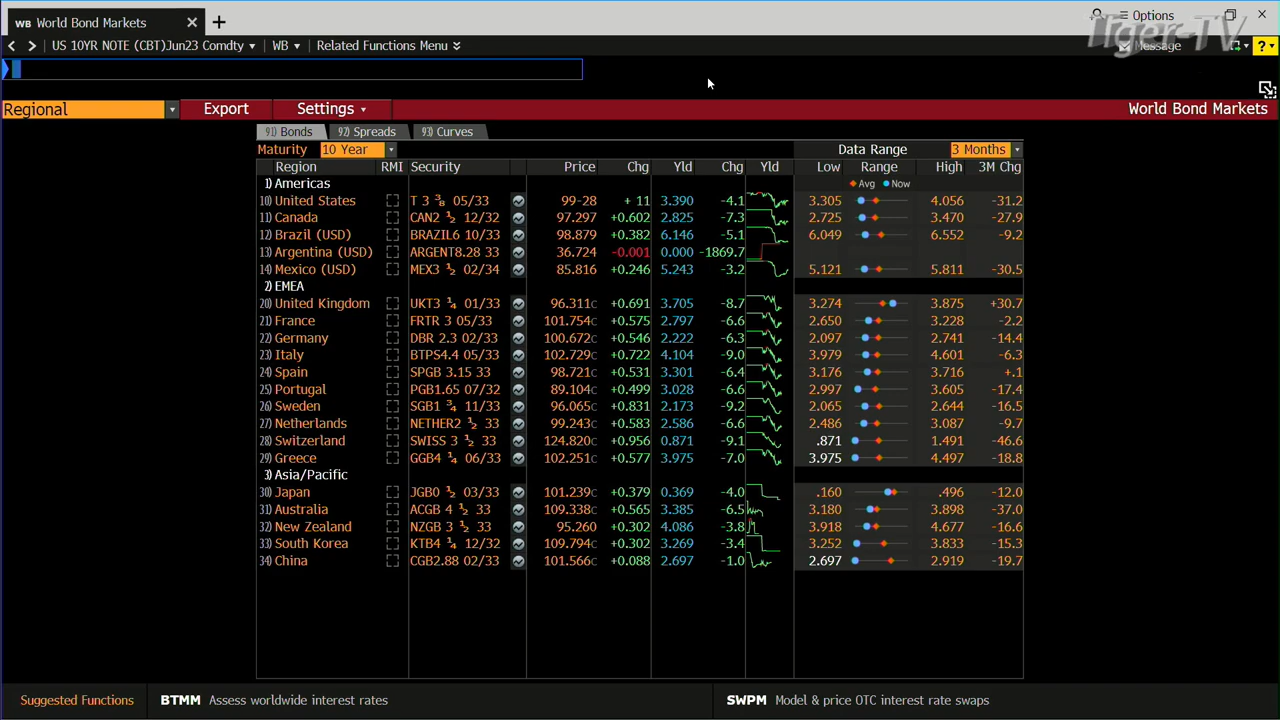 WB World Bond Markets
Options
US 10YR NOTE (CBT)Jun23 Comdty WB Related Functions Menu
Message
Tiger-TV
Regional Export Settings World Bond Markets
91) Bonds 92) Spreads 93) Curves
Maturity 10 Year Data Range 3 Months
Region RMI Security Price Chg Yld Chg Yld Low Range High 3M Chg
1) Americas Avg Now
10) United States T 3 ⅜ 05/33 99-28 + 11 3.390 -4.1 3.305 4.056 -31.2
11) Canada CAN2 ½ 12/32 97.297 +0.602 2.825 -7.3 2.725 3.470 -27.9
12) Brazil (USD) BRAZIL6 10/33 98.879 +0.382 6.146 -5.1 6.049 6.552 -9.2
13) Argentina (USD) ARGENT8.28 33 36.724 -0.001 0.000 -1869.7
14) Mexico (USD) MEX3 ½ 02/34 85.816 +0.246 5.243 -3.2 5.121 5.811 -30.5
2) EMEA
20) United Kingdom UKT3 ¼ 01/33 96.311C +0.691 3.705 -8.7 3.274 3.875 +30.7
21) France FRTR 3 05/33 101.754C +0.575 2.797 -6.6 2.650 3.228 -2.2
22) Germany DBR 2.3 02/33 100.672C +0.546 2.222 -6.3 2.097 2.741 -14.4
23) Italy BTPS4.4 05/33 102.729C +0.722 4.104 -9.0 3.979 4.601 -6.3
24) Spain SPGB 3.15 33 98.721C +0.531 3.301 -6.4 3.176 3.716 +.1
25) Portugal PGB1.65 07/32 89.104C +0.499 3.028 -6.6 2.997 3.605 -17.4
26) Sweden SGB1 ¾ 11/33 96.065C +0.831 2.173 -9.2 2.065 2.644 -16.5
27) Netherlands NETHER2 ½ 33 99.243C +0.583 2.586 -6.6 2.486 3.087 -9.7
28) Switzerland SWISS 3 ½ 33 124.820C +0.956 0.871 -9.1 .871 1.491 -46.6
29) Greece GGB4 ¼ 06/33 102.251C +0.577 3.975 -7.0 3.975 4.497 -18.8
3) Asia/Pacific
30) Japan JGB0 ½ 03/33 101.239C +0.379 0.369 -4.0 .160 .496 -12.0
31) Australia ACGB 4 ½ 33 109.338C +0.565 3.385 -6.5 3.180 3.898 -37.0
32) New Zealand NZGB 3 ½ 33 95.260 +0.302 4.086 -3.8 3.918 4.677 -16.6
33) South Korea KTB4 ¼ 12/32 109.794C +0.302 3.269 -3.4 3.252 3.833 -15.3
34) China CGB2.88 02/33 101.566C +0.088 2.697 -1.0 2.697 2.919 -19.7
Suggested Functions BTMM Assess worldwide interest rates SWPM Model & price OTC interest rate swaps